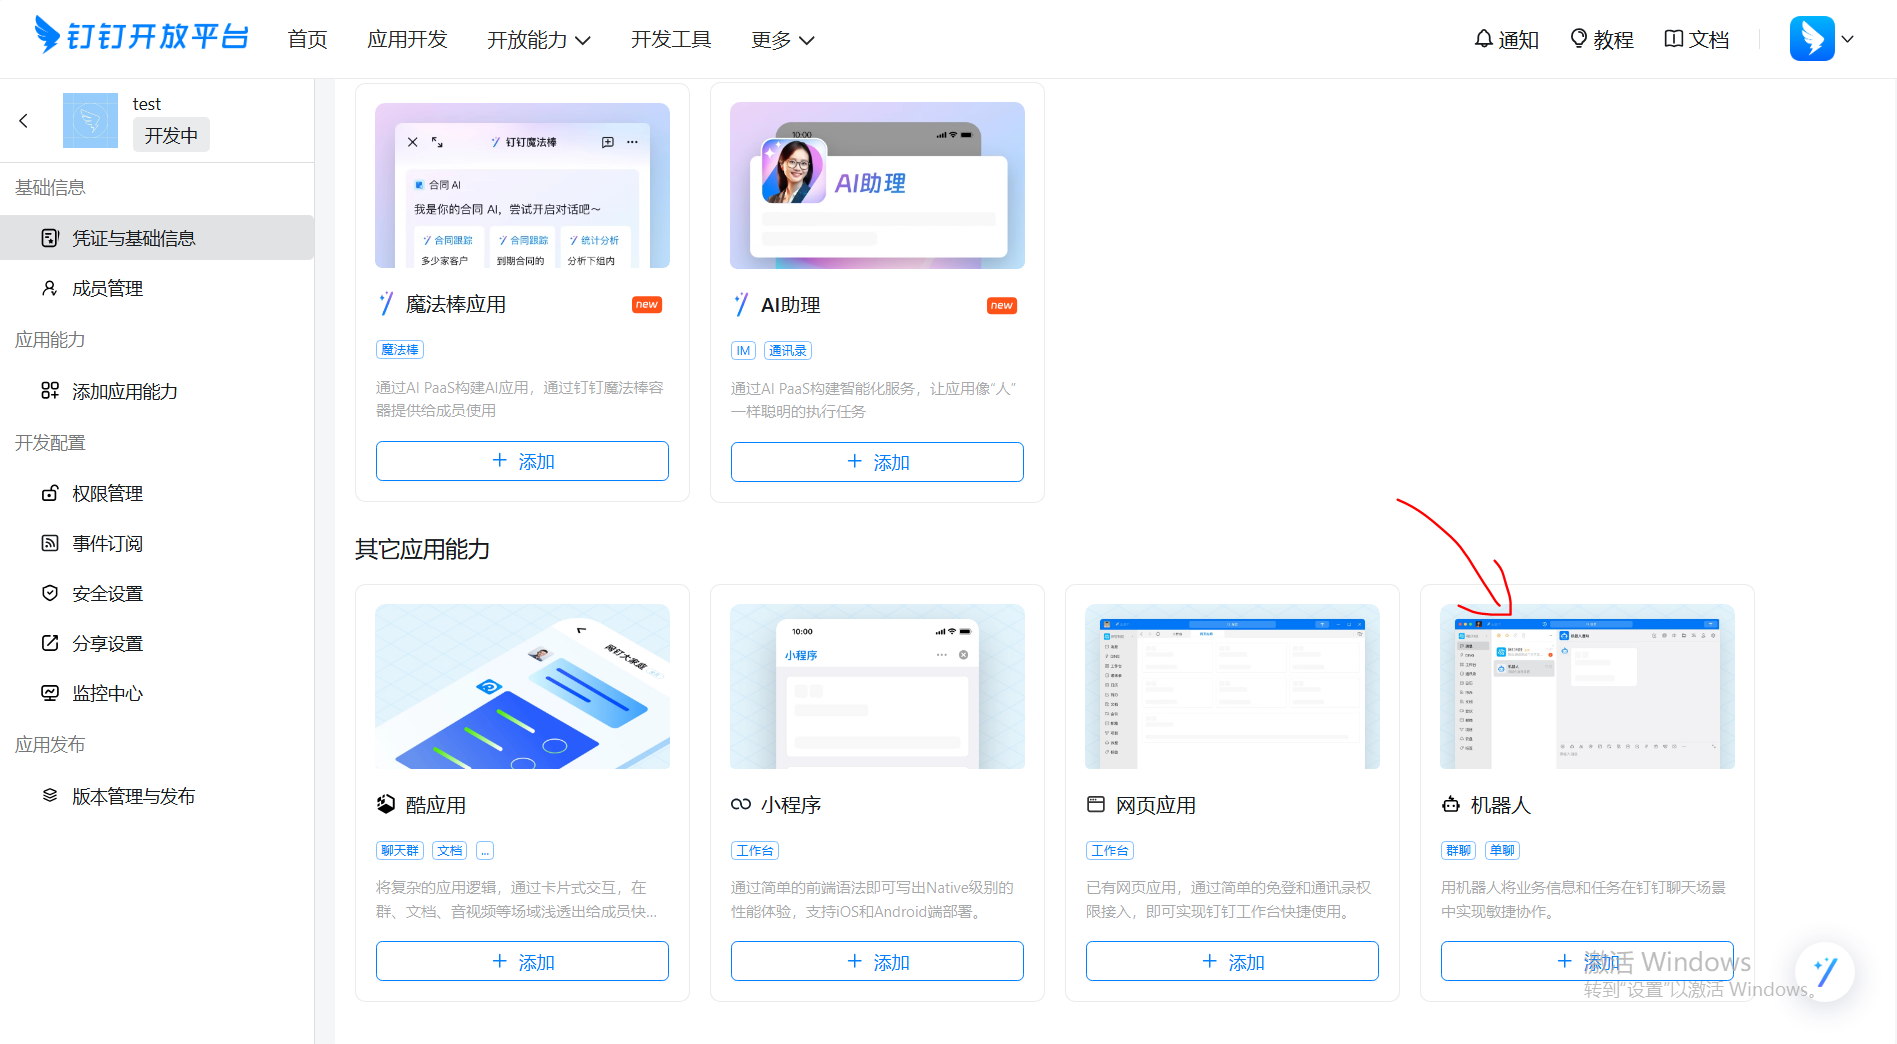 钉钉开放平台
首页
应用开发
开放能力
开发工具
更多
通知
教程
文档
test
开发中
基础信息
凭证与基础信息
成员管理
应用能力
添加应用能力
开发配置
权限管理
事件订阅
安全设置
分享设置
监控中心
应用发布
版本管理与发布
钉钉魔法棒
合同 AI
我是你的合同 AI，尝试开启对话吧～
合同跟踪
合同跟踪
统计分析
多少家客户
到期合同的
分析下组内
魔法棒应用
new
魔法棒
通过AI PaaS构建AI应用，通过钉钉魔法棒容
器提供给成员使用
+ 添加
10:00
AI助理
AI助理
new
IM
通讯录
通过AI PaaS构建智能化服务，让应用像“人”
一样聪明的执行任务
+ 添加
其它应用能力
钉钉大家庭
酷应用
聊天群
文档
...
将复杂的应用逻辑，通过卡片式交互，在
群、文档、音视频等场域浅透出给成员快...
+ 添加
10:00
小程序
小程序
工作台
通过简单的前端语法即可写出Native级别的
性能体验，支持iOS和Android端部署。
+ 添加
网页应用
工作台
已有网页应用，通过简单的免登和通讯录权
限接入，即可实现钉钉工作台快捷使用。
+ 添加
机器人
群聊
单聊
用机器人将业务信息和任务在钉钉聊天场景
中实现敏捷协作。
+ 添加
激活 Windows
转到“设置”以激活 Windows。